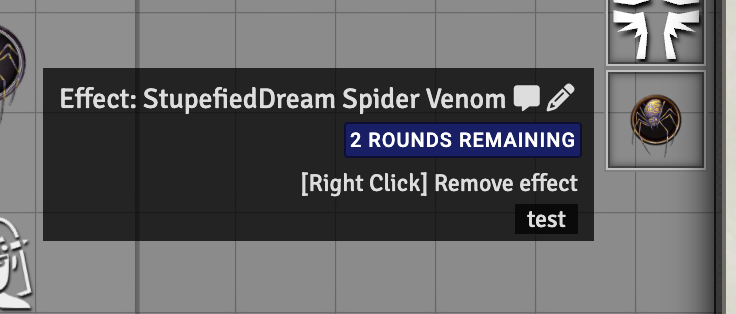 Effect: StupefiedDream Spider Venom
2 ROUNDS REMAINING
[Right Click] Remove effect
test